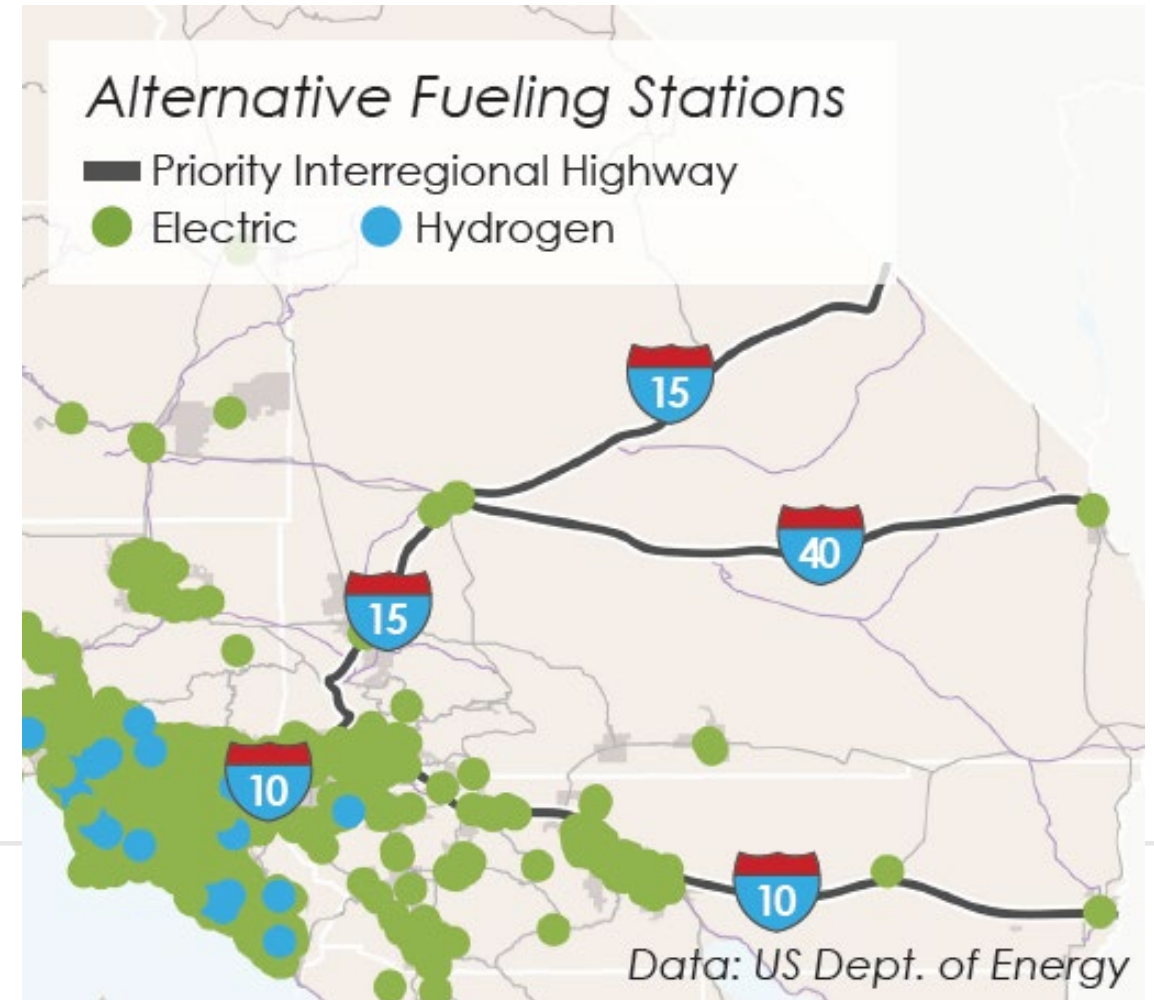 Alternative Fueling Stations
Priority Interregional Highway
Electric Hydrogen
15
40
15
10
10
Data: US Dept. of Energy